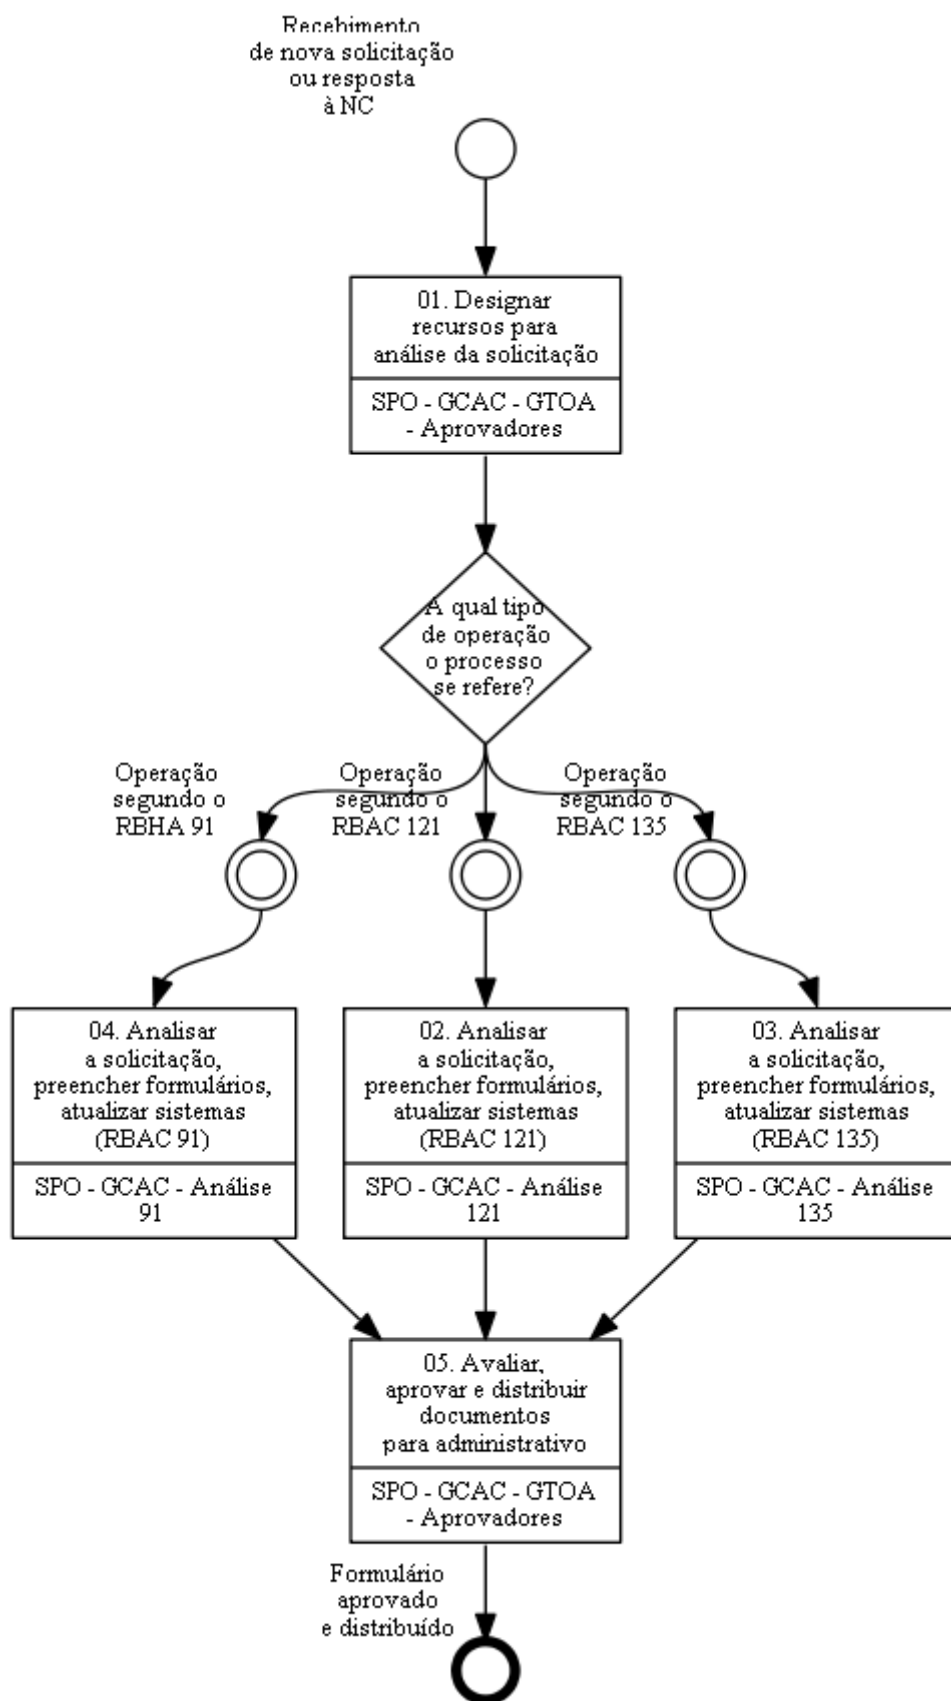 Recebimento
de nova solicitação
ou resposta
à NC
01. Designar
recursos para
análise da solicitação
SPO - GCAC - GTOA
- Aprovadores
A qual tipo
de operação
o processo
se refere?
Operação
segundo o
RBHA 91
Operação
segundo o
RBAC 121
Operação
segundo o
RBAC 135
04. Analisar
a solicitação,
preencher formulários,
atualizar sistemas
(RBAC 91)
SPO - GCAC - Análise
91
02. Analisar
a solicitação,
preencher formulários,
atualizar sistemas
(RBAC 121)
SPO - GCAC - Análise
121
03. Analisar
a solicitação,
preencher formulários,
atualizar sistemas
(RBAC 135)
SPO - GCAC - Análise
135
05. Avaliar,
aprovar e distribuir
documentos
para administrativo
SPO - GCAC - GTOA
- Aprovadores
Formulário
aprovado
e distribuído